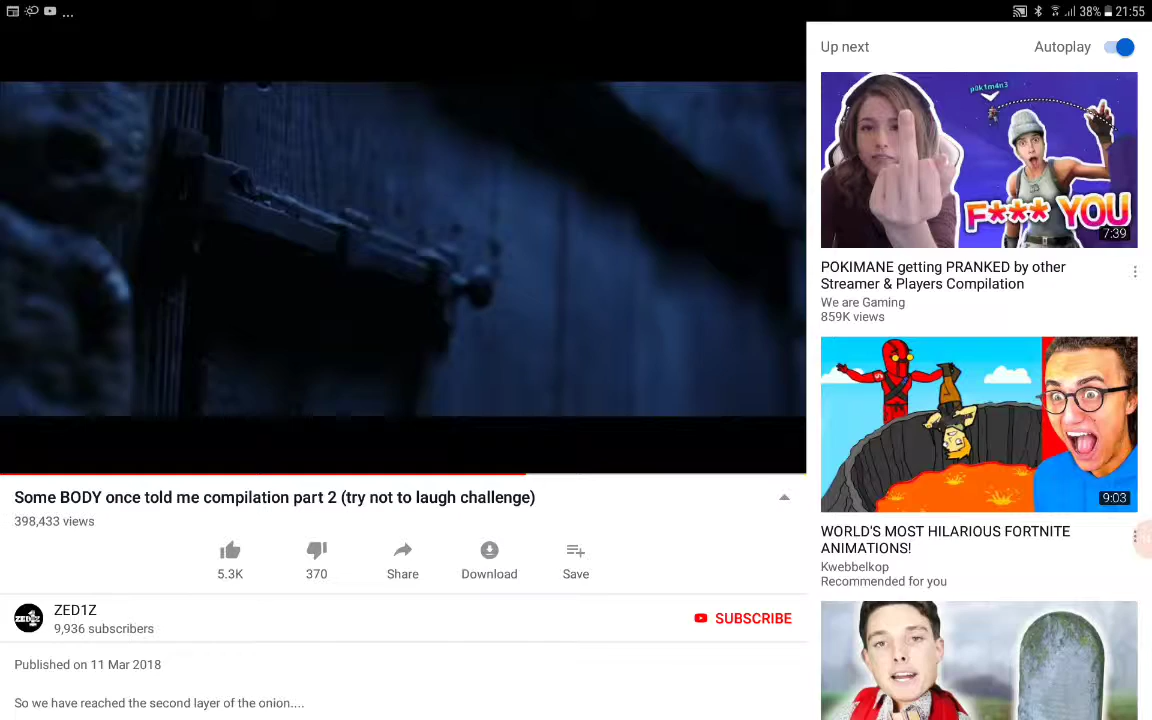 ...
38% 21:55
Up next
Autoplay
p0k1m4n3
F*** YOU
7:39
POKIMANE getting PRANKED by other
Streamer & Players Compilation
We are Gaming
859K views
9:03
WORLD'S MOST HILARIOUS FORTNITE
ANIMATIONS!
Kwebbelkop
Recommended for you
Some BODY once told me compilation part 2 (try not to laugh challenge)
398,433 views
5.3K
370
Share
Download
Save
ZED1Z
ZED1Z
9,936 subscribers
SUBSCRIBE
Published on 11 Mar 2018
So we have reached the second layer of the onion....